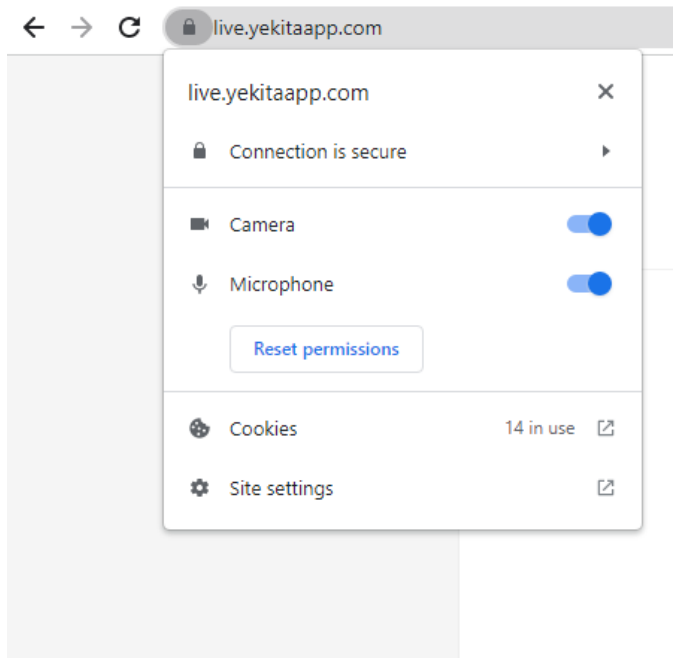 live.yekitaapp.com
live.yekitaapp.com
Connection is secure
Camera
Microphone
Reset permissions
Cookies 14 in use
Site settings